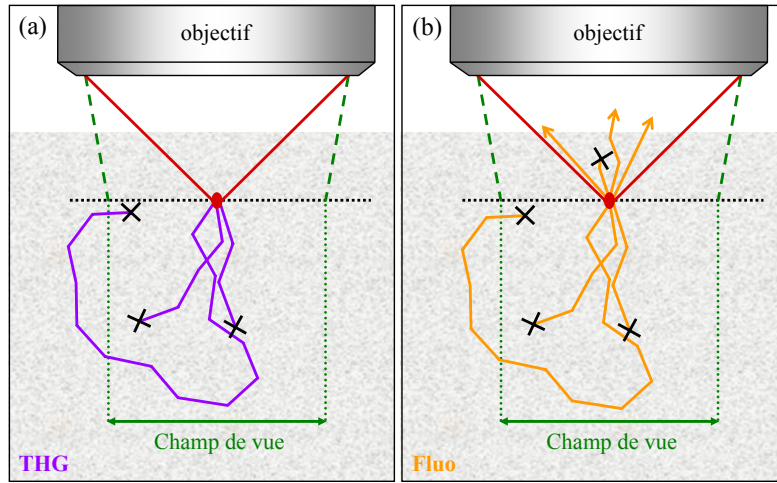 (a)
objectif
Champ de vue
THG
(b)
objectif
Champ de vue
Fluo